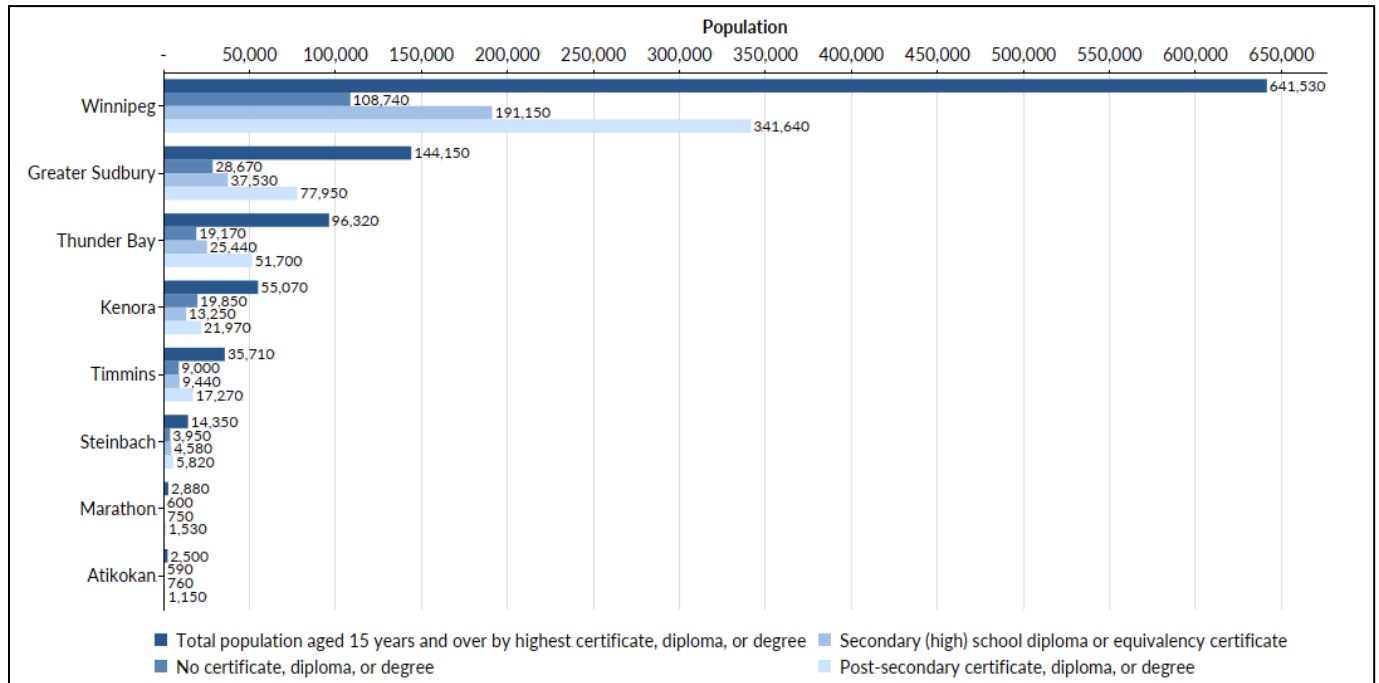 Population
- 50,000 100,000 150,000 200,000 250,000 300,000 350,000 400,000 450,000 500,000 550,000 600,000 650,000
Winnipeg
641,530
108,740
191,150
341,640
Greater Sudbury
144,150
28,670
37,530
77,950
Thunder Bay
96,320
19,170
25,440
51,700
Kenora
55,070
19,850
13,250
21,970
Timmins
35,710
9,000
9,440
17,270
Steinbach
14,350
3,950
4,580
5,820
Marathon
2,880
600
750
1,530
Atikokan
2,500
590
760
1,150
Total population aged 15 years and over by highest certificate, diploma, or degree
Secondary (high) school diploma or equivalency certificate
No certificate, diploma, or degree
Post-secondary certificate, diploma, or degree